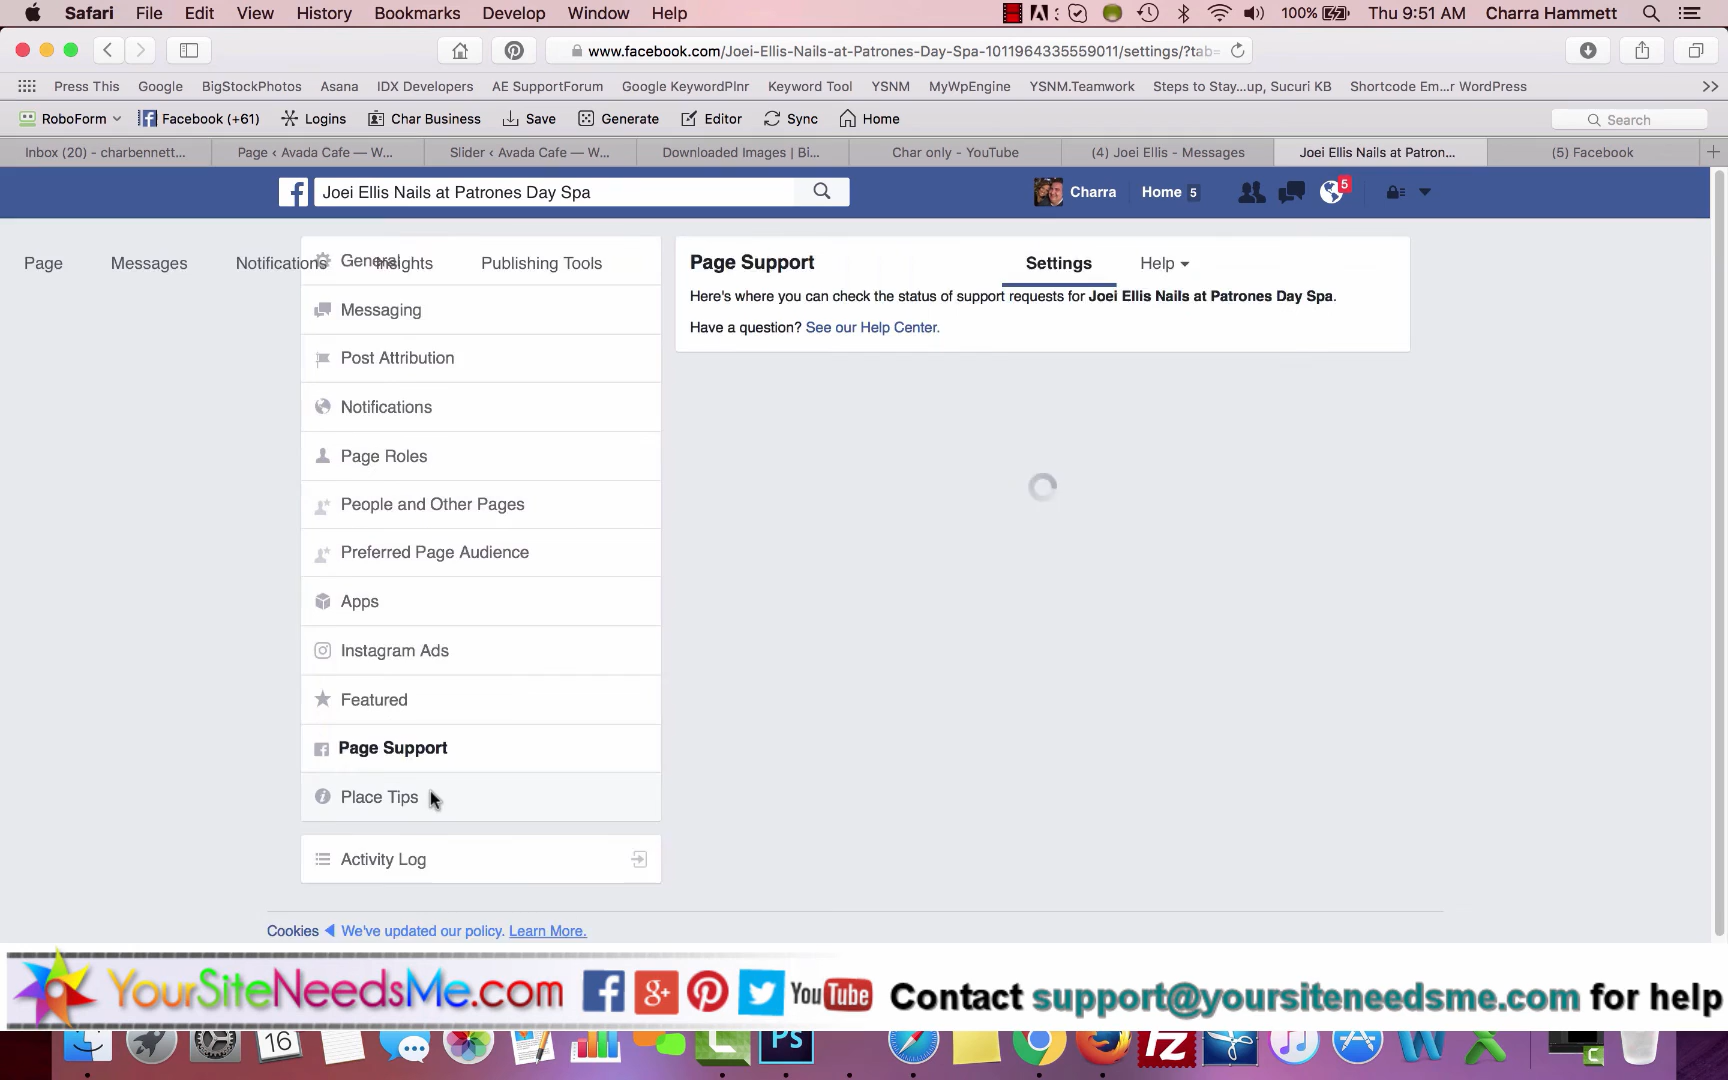 Safari File Edit View History Bookmarks Develop Window Help 100% Thu 9:51 AM Charra Hammett
www.facebook.com/Joei-Ellis-Nails-at-Patrones-Day-Spa-1011964335559011/settings/?tab=
Press This Google BigStockPhotos Asana IDX Developers AE SupportForum Google KeywordPlnr Keyword Tool YSNM MyWpEngine YSNM.Teamwork Steps to Stay...up, Sucuri KB Shortcode Em...r WordPress
RoboForm Facebook (+61) Logins Char Business Save Generate Editor Sync Home Search
Inbox (20) - charbennett... Page ‹ Avada Cafe — W... Slider ‹ Avada Cafe — W... Downloaded Images | Bi... Char only - YouTube (4) Joei Ellis - Messages Joei Ellis Nails at Patron... (5) Facebook
Joei Ellis Nails at Patrones Day Spa Charra Home 5 5
Page Messages Notifications Insights Publishing Tools Settings Help
General
Messaging
Post Attribution
Notifications
Page Roles
People and Other Pages
Preferred Page Audience
Apps
Instagram Ads
Featured
Page Support
Place Tips
Activity Log
Page Support
Here's where you can check the status of support requests for Joei Ellis Nails at Patrones Day Spa.
Have a question? See our Help Center.
Cookies We've updated our policy. Learn More.
YourSiteNeedsMe.com YouTube Contact support@yoursiteneedsme.com for help
16 Ps FZ